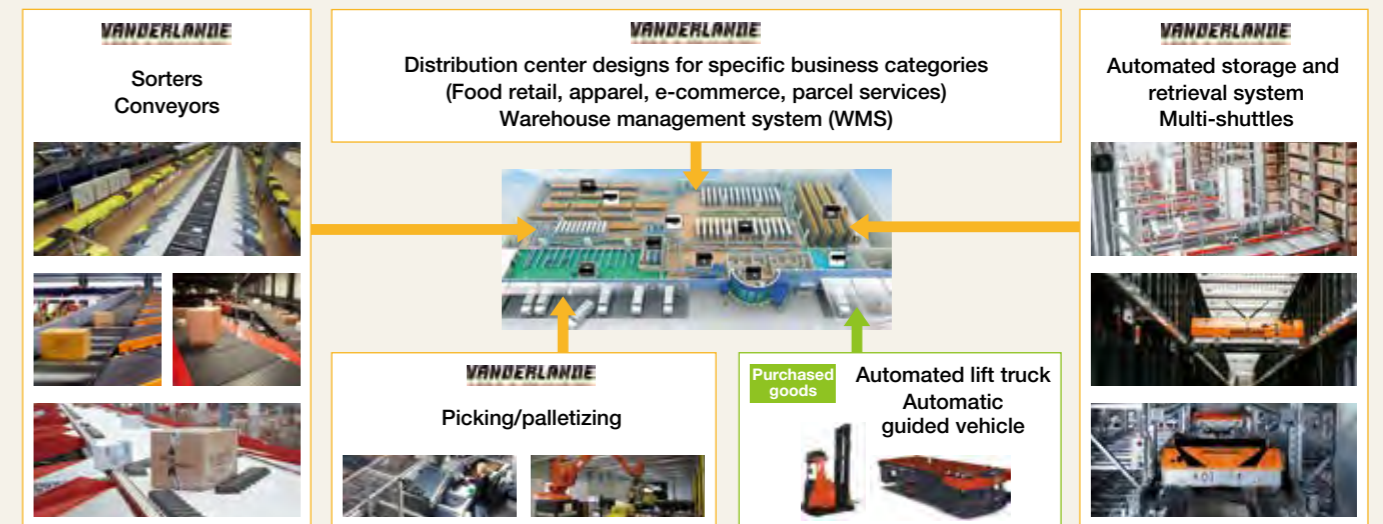 VANDERLANDE
Sorters
Conveyors
VANDERLANDE
Distribution center designs for specific business categories
(Food retail, apparel, e-commerce, parcel services)
Warehouse management system (WMS)
VANDERLANDE
Automated storage and
retrieval system
Multi-shuttles
VANDERLANDE
Picking/palletizing
Purchased
goods
Automated lift truck
Automatic
guided vehicle